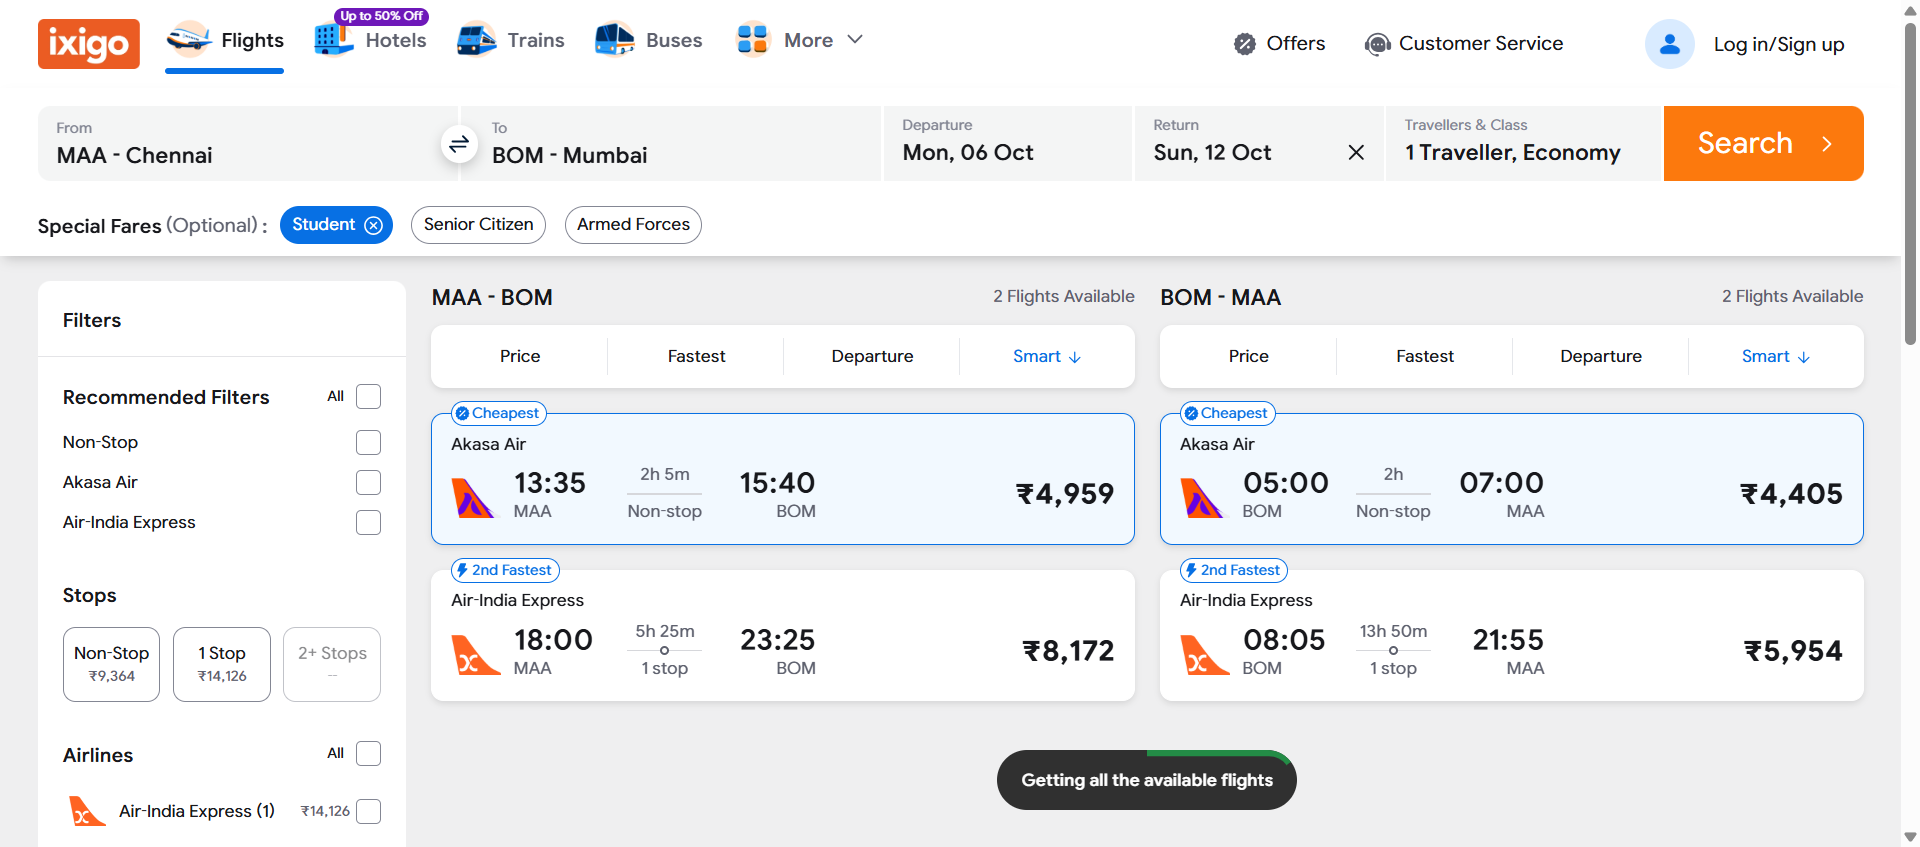 ixigo
Flights
Up to 50% Off
Hotels
Trains
Buses
More
Offers
Customer Service
Log in/Sign up
From
MAA - Chennai
To
BOM - Mumbai
Departure
Mon, 06 Oct
Return
Sun, 12 Oct
Travellers & Class
1 Traveller, Economy
Search
Special Fares (Optional) :
Student
Senior Citizen
Armed Forces
Filters
Recommended Filters
All
Non-Stop
Akasa Air
Air-India Express
Stops
Non-Stop
₹9,364
1 Stop
₹14,126
2+ Stops
--
Airlines
All
Air-India Express (1)
₹14,126
MAA - BOM
2 Flights Available
Price
Fastest
Departure
Smart ↓
Cheapest
Akasa Air
13:35
MAA
2h 5m
Non-stop
15:40
BOM
₹4,959
2nd Fastest
Air-India Express
18:00
MAA
5h 25m
1 stop
23:25
BOM
₹8,172
BOM - MAA
2 Flights Available
Price
Fastest
Departure
Smart ↓
Cheapest
Akasa Air
05:00
BOM
2h
Non-stop
07:00
MAA
₹4,405
2nd Fastest
Air-India Express
08:05
BOM
13h 50m
1 stop
21:55
MAA
₹5,954
Getting all the available flights